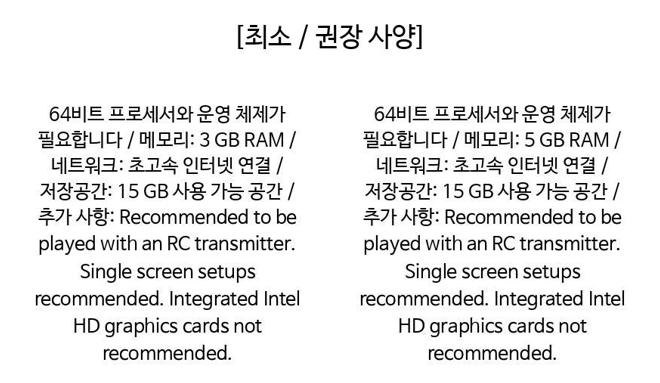 [최소 / 권장 사양]
64비트 프로세서와 운영 체제가
필요합니다 / 메모리: 3 GB RAM /
네트워크: 초고속 인터넷 연결 /
저장공간: 15 GB 사용 가능 공간 /
추가 사항: Recommended to be
played with an RC transmitter.
Single screen setups
recommended. Integrated Intel
HD graphics cards not
recommended.
64비트 프로세서와 운영 체제가
필요합니다 / 메모리: 5 GB RAM /
네트워크: 초고속 인터넷 연결 /
저장공간: 15 GB 사용 가능 공간 /
추가 사항: Recommended to be
played with an RC transmitter.
Single screen setups
recommended. Integrated Intel
HD graphics cards not
recommended.